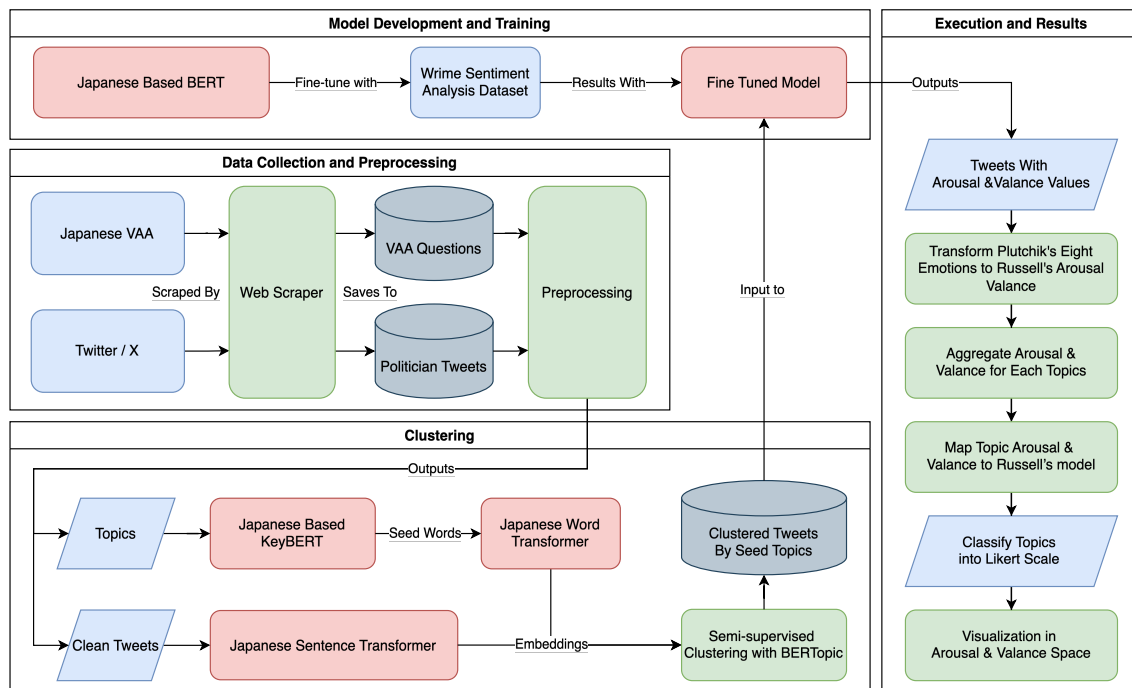 Model Development and Training
Japanese Based BERT
Fine-tune with
Wrime Sentiment
Analysis Dataset
Results With
Fine Tuned Model
Data Collection and Preprocessing
Japanese VAA
Twitter / X
Scraped By
Web Scraper
Saves To
VAA Questions
Politician Tweets
Preprocessing
Input to
Clustering
Outputs
Topics
Japanese Based
KeyBERT
Seed Words
Japanese Word
Transformer
Clean Tweets
Japanese Sentence Transformer
Embeddings
Semi-supervised
Clustering with BERTopic
Clustered Tweets
By Seed Topics
Execution and Results
Outputs
Tweets With
Arousal &Valance Values
Transform Plutchik's Eight
Emotions to Russell's Arousal
Valance
Aggregate Arousal &
Valance for Each Topics
Map Topic Arousal &
Valance to Russell's model
Classify Topics
into Likert Scale
Visualization in
Arousal & Valance Space